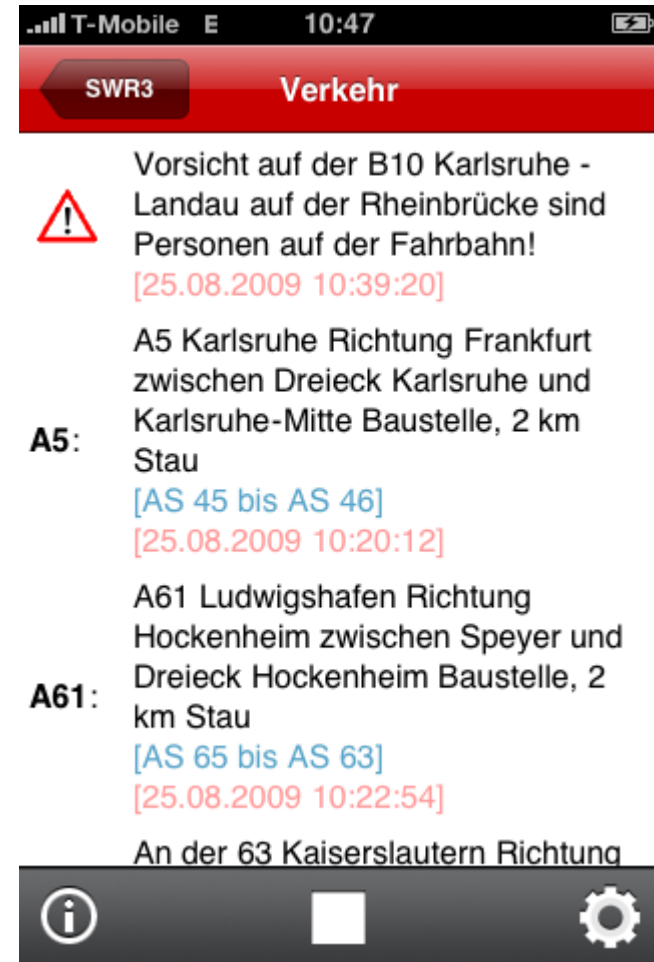 T-Mobile E 10:47
SWR3 Verkehr
Vorsicht auf der B10 Karlsruhe -
Landau auf der Rheinbrücke sind
Personen auf der Fahrbahn!
[25.08.2009 10:39:20]
A5:
A5 Karlsruhe Richtung Frankfurt
zwischen Dreieck Karlsruhe und
Karlsruhe-Mitte Baustelle, 2 km
Stau
[AS 45 bis AS 46]
[25.08.2009 10:20:12]
A61:
A61 Ludwigshafen Richtung
Hockenheim zwischen Speyer und
Dreieck Hockenheim Baustelle, 2
km Stau
[AS 65 bis AS 63]
[25.08.2009 10:22:54]
An der 63 Kaiserslautern Richtung